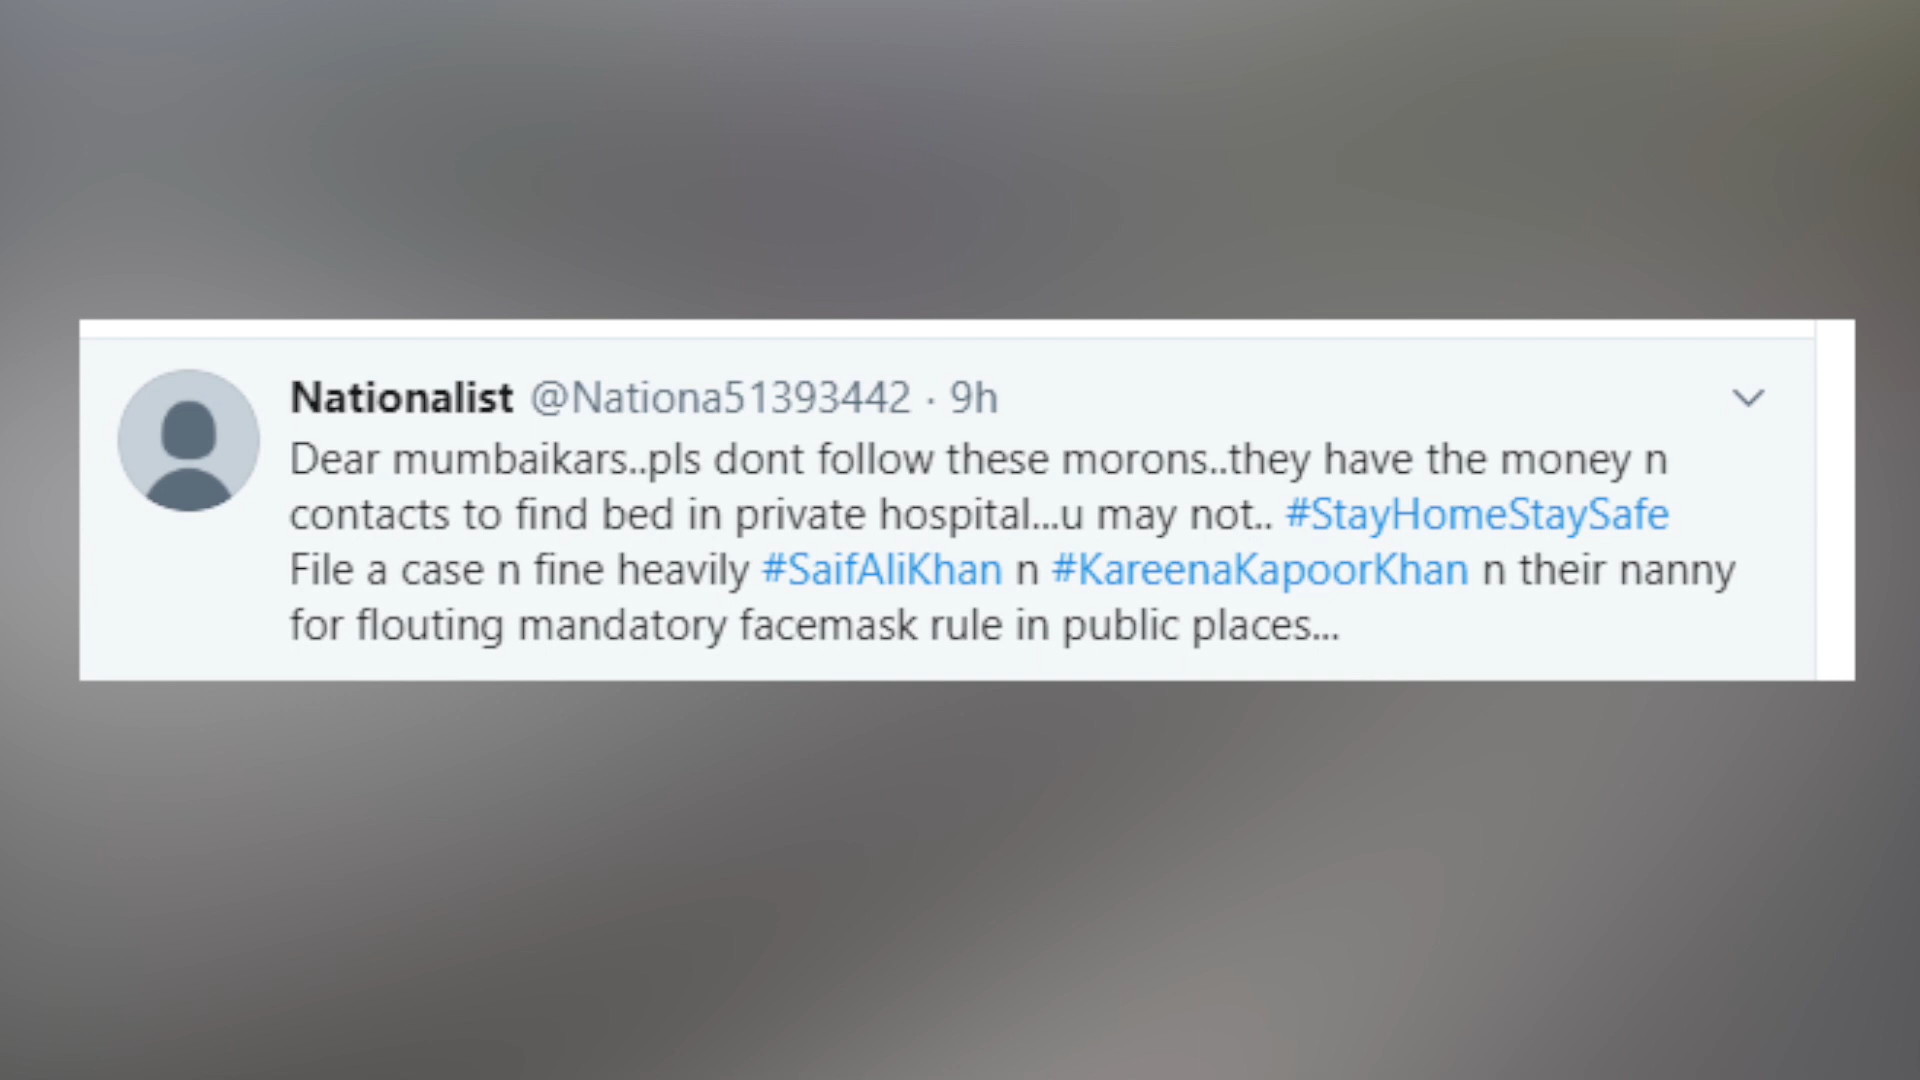 Nationalist @Nationa51393442 · 9h
Dear mumbaikars..pls dont follow these morons..they have the money n
contacts to find bed in private hospital...u may not.. #StayHomeStaySafe
File a case n fine heavily #SaifAliKhan n #KareenaKapoorKhan n their nanny
for flouting mandatory facemask rule in public places...